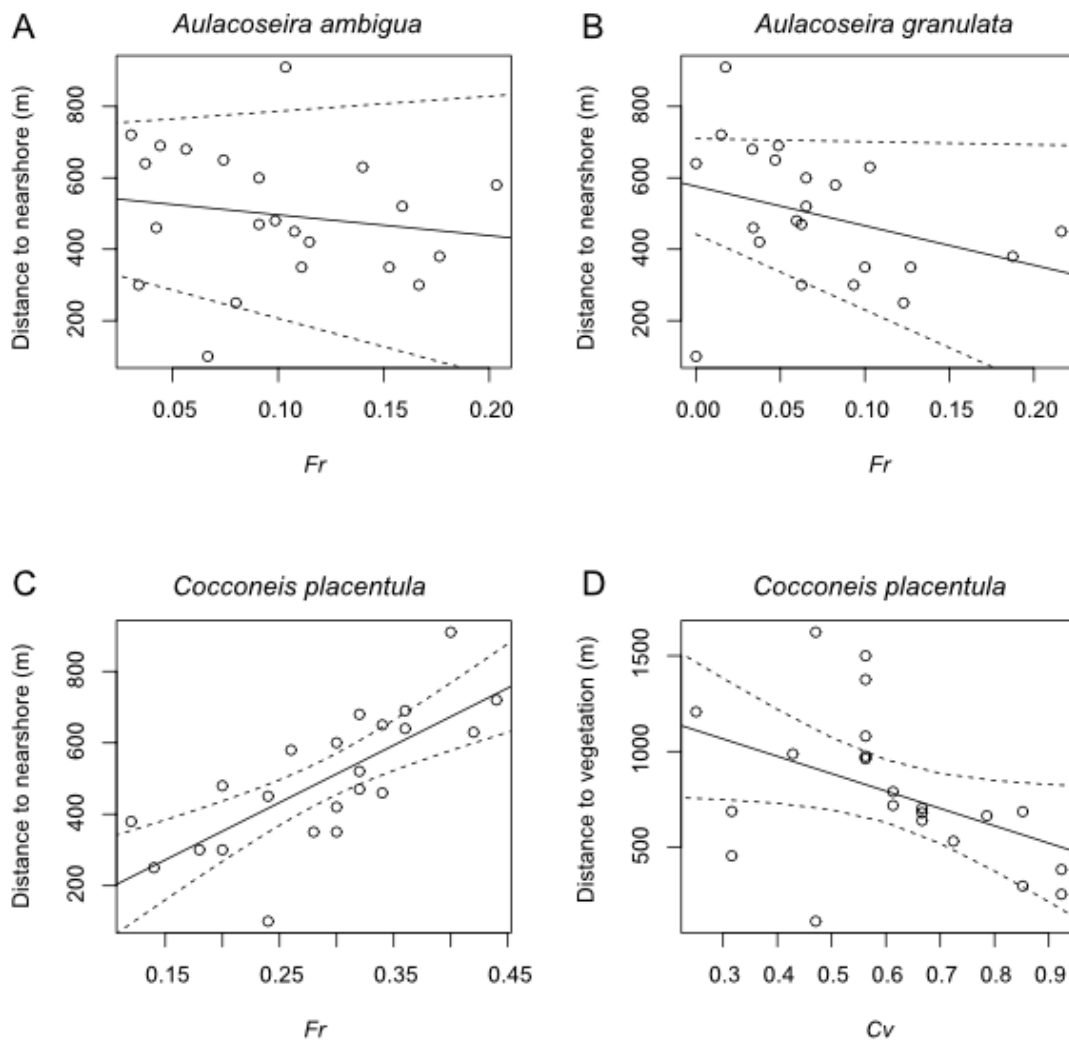 A
Aulacoseira ambigua
Distance to nearshore (m)
800
600
400
200
0.05 0.10 0.15 0.20
Fr
B
Aulacoseira granulata
Distance to nearshore (m)
800
600
400
200
0.00 0.05 0.10 0.15 0.20
Fr
C
Cocconeis placentula
Distance to nearshore (m)
800
600
400
200
0.15 0.25 0.35 0.45
Fr
D
Cocconeis placentula
Distance to vegetation (m)
1500
1000
500
0.3 0.4 0.5 0.6 0.7 0.8 0.9
Cv